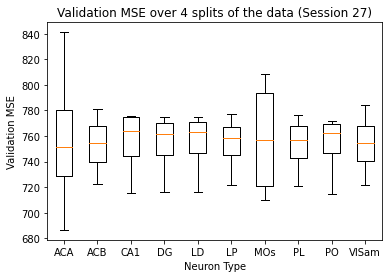 Validation MSE over 4 splits of the data (Session 27)
840
820
800
780
760
740
720
700
680
Validation MSE
ACA ACB CA1 DG LD LP MOs PL PO VISam
Neuron Type